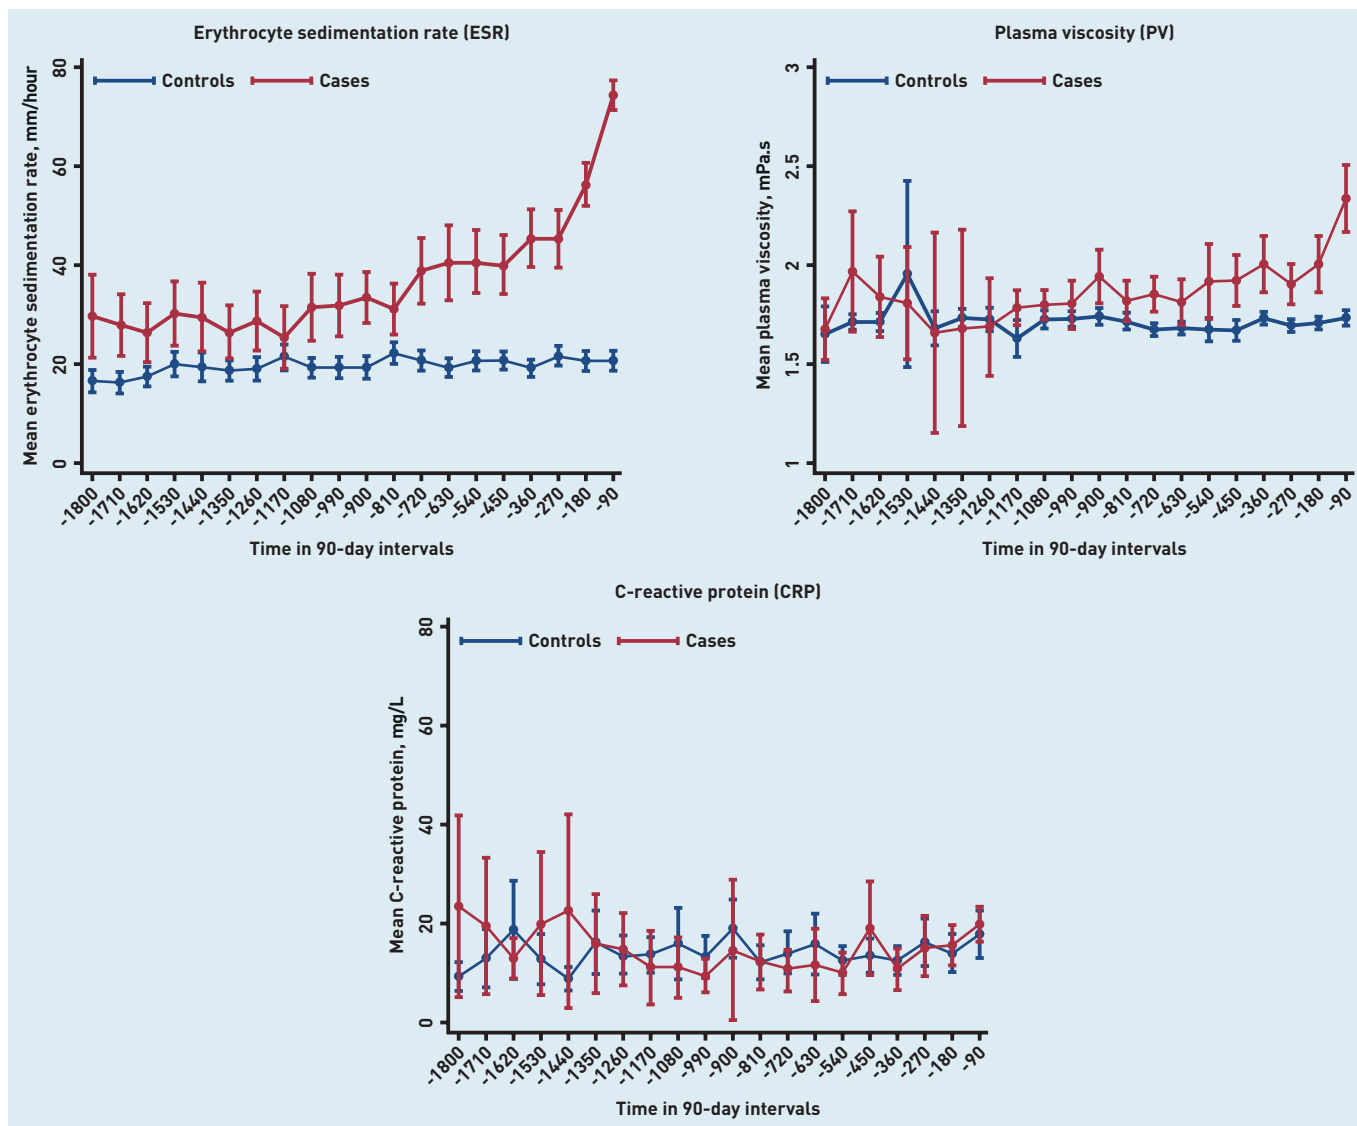 Erythrocyte sedimentation rate (ESR)
Controls Cases
Mean erythrocyte sedimentation rate, mm/hour
80
60
40
20
0
-1800 -1710 -1620 -1530 -1440 -1350 -1260 -1170 -1080 -990 -900 -810 -720 -630 -540 -450 -360 -270 -180 -90
Time in 90-day intervals
Plasma viscosity (PV)
Controls Cases
Mean plasma viscosity, mPa.s
3
2.5
2
1.5
1
-1800 -1710 -1620 -1530 -1440 -1350 -1260 -1170 -1080 -990 -900 -810 -720 -630 -540 -450 -360 -270 -180 -90
Time in 90-day intervals
C-reactive protein (CRP)
Controls Cases
Mean C-reactive protein, mg/L
80
60
40
20
0
-1800 -1710 -1620 -1530 -1440 -1350 -1260 -1170 -1080 -990 -900 -810 -720 -630 -540 -450 -360 -270 -180 -90
Time in 90-day intervals